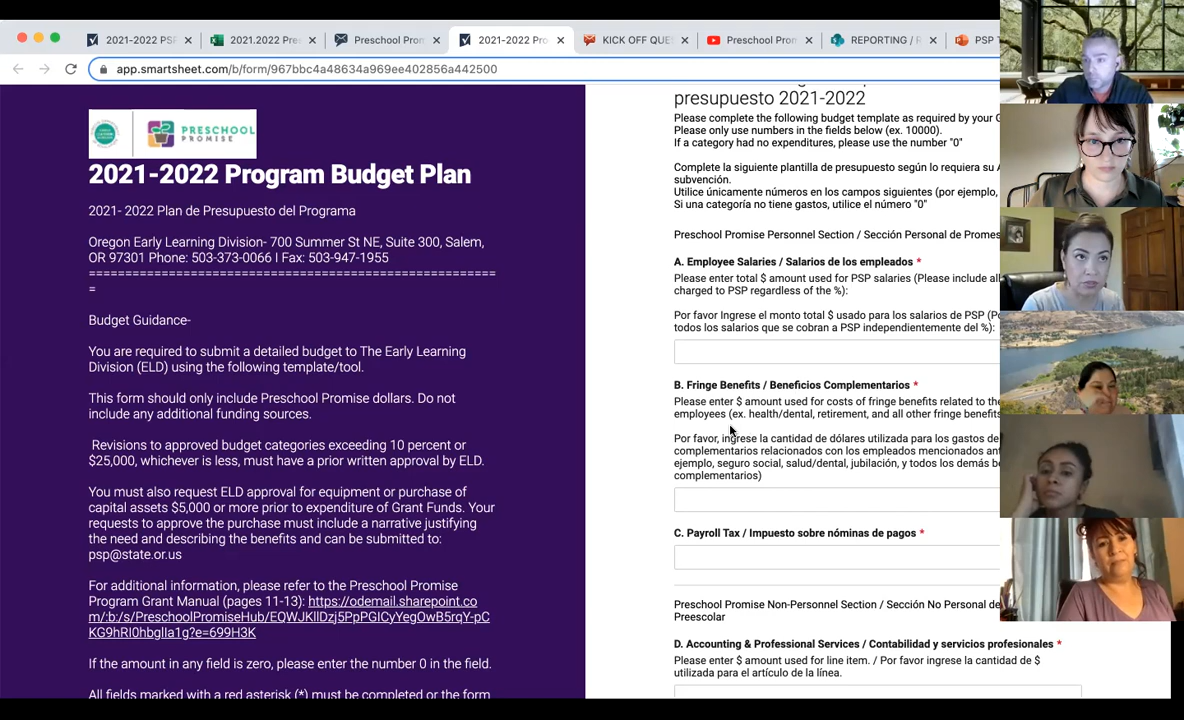 2021-2022 PSP
2021.2022 Pre
Preschool Pron
2021-2022 Pro
KICK OFF QUE
Preschool Prom
REPORTING / R
PSP T
app.smartsheet.com/b/form/967bbc4a48634a969ee402856a442500
PRESCHOOL
PROMISE
2021-2022 Program Budget Plan
2021- 2022 Plan de Presupuesto del Programa
Oregon Early Learning Division- 700 Summer St NE, Suite 300, Salem,
OR 97301 Phone: 503-373-0066 I Fax: 503-947-1955
====================================================
=
Budget Guidance-
You are required to submit a detailed budget to The Early Learning
Division (ELD) using the following template/tool.
This form should only include Preschool Promise dollars. Do not
include any additional funding sources.
Revisions to approved budget categories exceeding 10 percent or
$25,000, whichever is less, must have a prior written approval by ELD.
You must also request ELD approval for equipment or purchase of
capital assets $5,000 or more prior to expenditure of Grant Funds. Your
requests to approve the purchase must include a narrative justifying
the need and describing the benefits and can be submitted to:
psp@state.or.us
For additional information, please refer to the Preschool Promise
Program Grant Manual (pages 11-13): https://odemail.sharepoint.co
m/:b:/s/PreschoolPromiseHub/EQWJKlIDzj5PpPGICyYegOwB5rqY-pC
KG9hRI0hbglla1g?e=699H3K
If the amount in any field is zero, please enter the number 0 in the field.
All fields marked with a red asterisk (*) must be completed or the form
presupuesto 2021-2022
Please complete the following budget template as required by your G
Please only use numbers in the fields below (ex. 10000).
If a category had no expenditures, please use the number "0"
Complete la siguiente plantilla de presupuesto según lo requiera su A
subvención.
Utilice únicamente números en los campos siguientes (por ejemplo,
Si una categoría no tiene gastos, utilice el número "0"
Preschool Promise Personnel Section / Sección Personal de Promes
A. Employee Salaries / Salarios de los empleados *
Please enter total $ amount used for PSP salaries (Please include all
charged to PSP regardless of the %):
Por favor Ingrese el monto total $ usado para los salarios de PSP (Po
todos los salarios que se cobran a PSP independientemente del %):
B. Fringe Benefits / Beneficios Complementarios *
Please enter $ amount used for costs of fringe benefits related to the
employees (ex. health/dental, retirement, and all other fringe benefits
Por favor, ingrese la cantidad de dólares utilizada para los gastos de
complementarios relacionados con los empleados mencionados ant
ejemplo, seguro social, salud/dental, jubilación, y todos los demás be
complementarios)
C. Payroll Tax / Impuesto sobre nóminas de pagos *
Preschool Promise Non-Personnel Section / Sección No Personal de
Preescolar
D. Accounting & Professional Services / Contabilidad y servicios profesionales *
Please enter $ amount used for line item. / Por favor ingrese la cantidad de $
utilizada para el artículo de la línea.